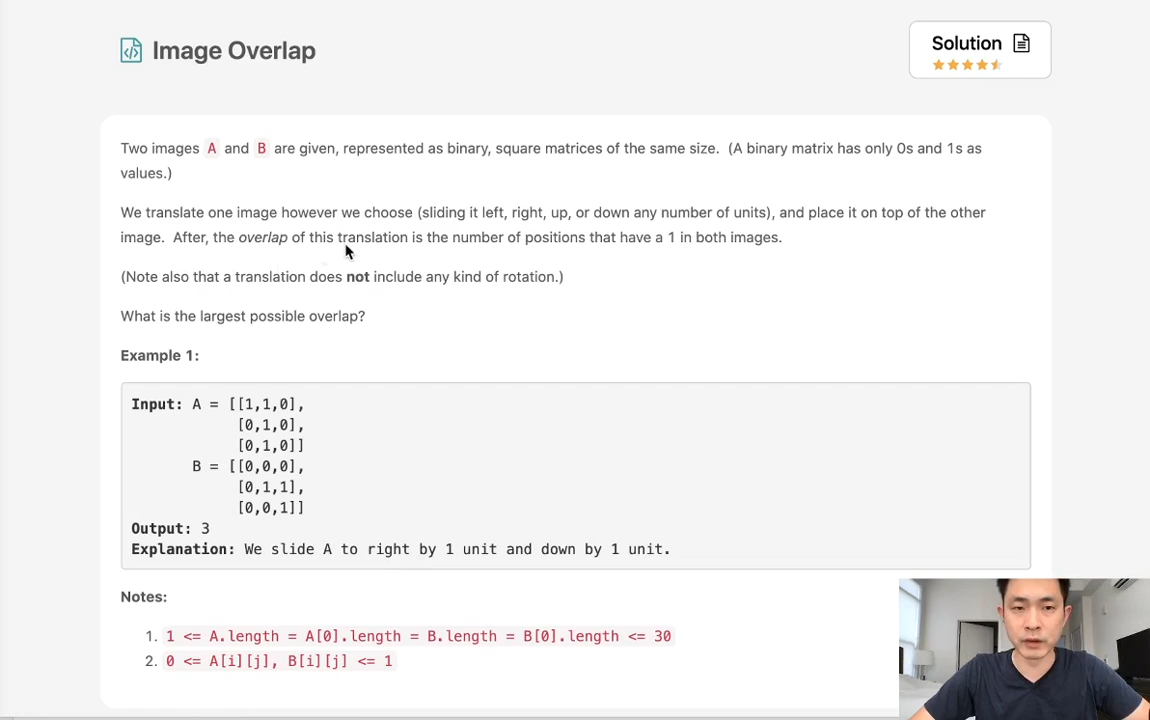 Image Overlap
Solution
Two images A and B are given, represented as binary, square matrices of the same size.  (A binary matrix has only 0s and 1s as
values.)
We translate one image however we choose (sliding it left, right, up, or down any number of units), and place it on top of the other
image.  After, the overlap of this translation is the number of positions that have a 1 in both images.
(Note also that a translation does not include any kind of rotation.)
What is the largest possible overlap?
Example 1:
Input: A = [[1,1,0],
[0,1,0],
[0,1,0]]
B = [[0,0,0],
[0,1,1],
[0,0,1]]
Output: 3
Explanation: We slide A to right by 1 unit and down by 1 unit.
Notes:
1. 1 <= A.length = A[0].length = B.length = B[0].length <= 30
2. 0 <= A[i][j], B[i][j] <= 1